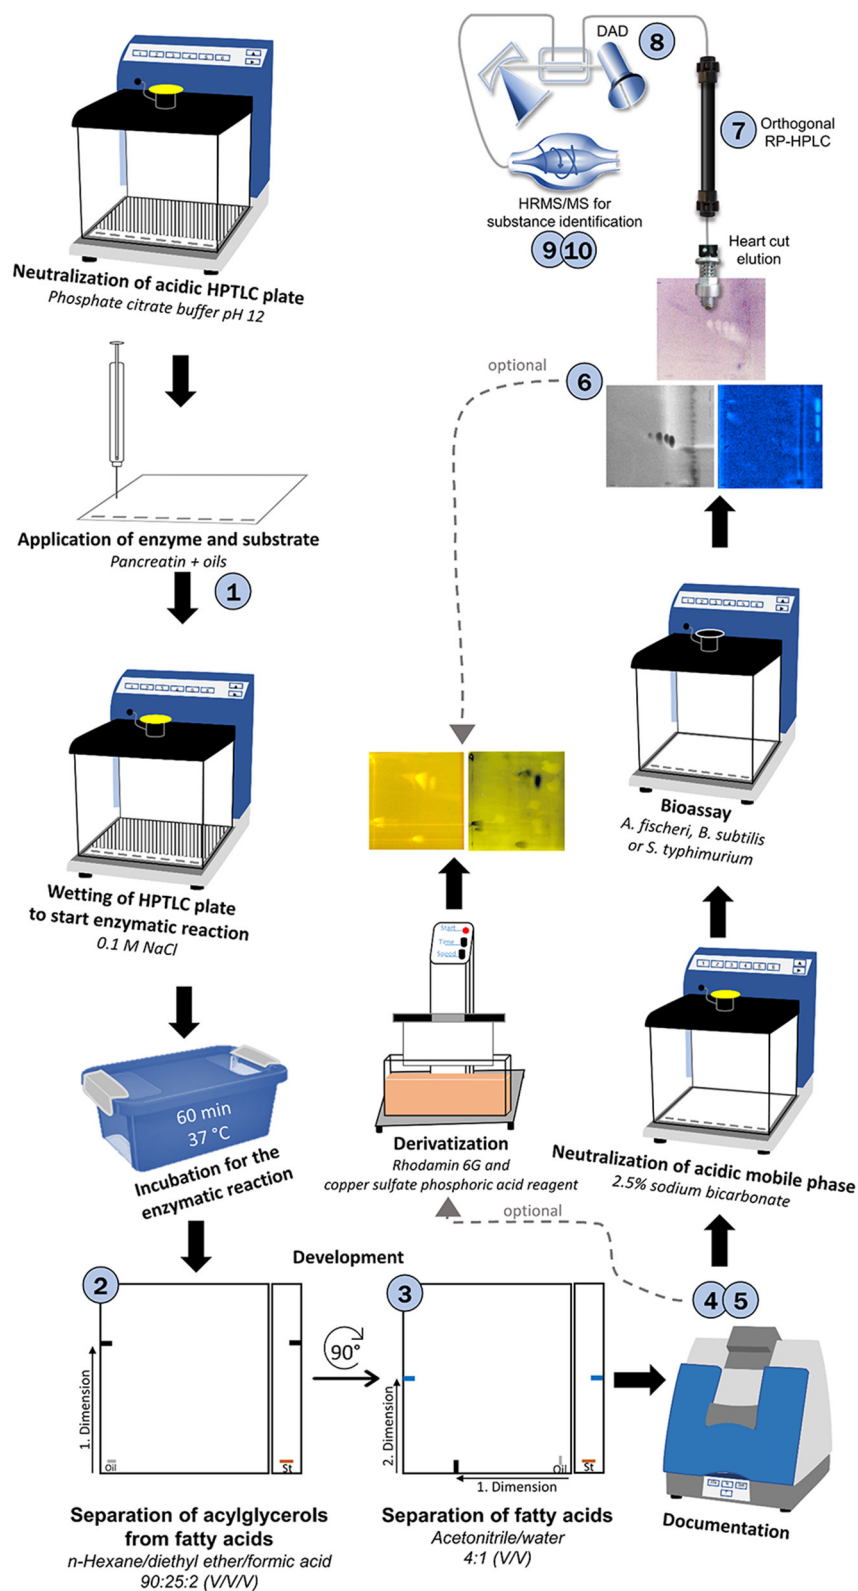 Neutralization of acidic HPTLC plate
Phosphate citrate buffer pH 12
Application of enzyme and substrate
Pancreatin + oils
1
Wetting of HPTLC plate
to start enzymatic reaction
0.1 M NaCl
60 min
37 °C
Incubation for the
enzymatic reaction
Development
2
1. Dimension
Oil
St
90°
3
2. Dimension
1. Dimension
Oil
St
Separation of acylglycerols
from fatty acids
n-Hexane/diethyl ether/formic acid
90:25:2 (V/V/V)
Separation of fatty acids
Acetonitrile/water
4:1 (V/V)
4 5
Documentation
optional
Derivatization
Rhodamin 6G and
copper sulfate phosphoric acid reagent
Start
Time
Speed
Neutralization of acidic mobile phase
2.5% sodium bicarbonate
Bioassay
A. fischeri, B. subtilis
or S. typhimurium
optional
6
Heart cut
elution
7
Orthogonal
RP-HPLC
DAD
8
HRMS/MS for
substance identification
9 10